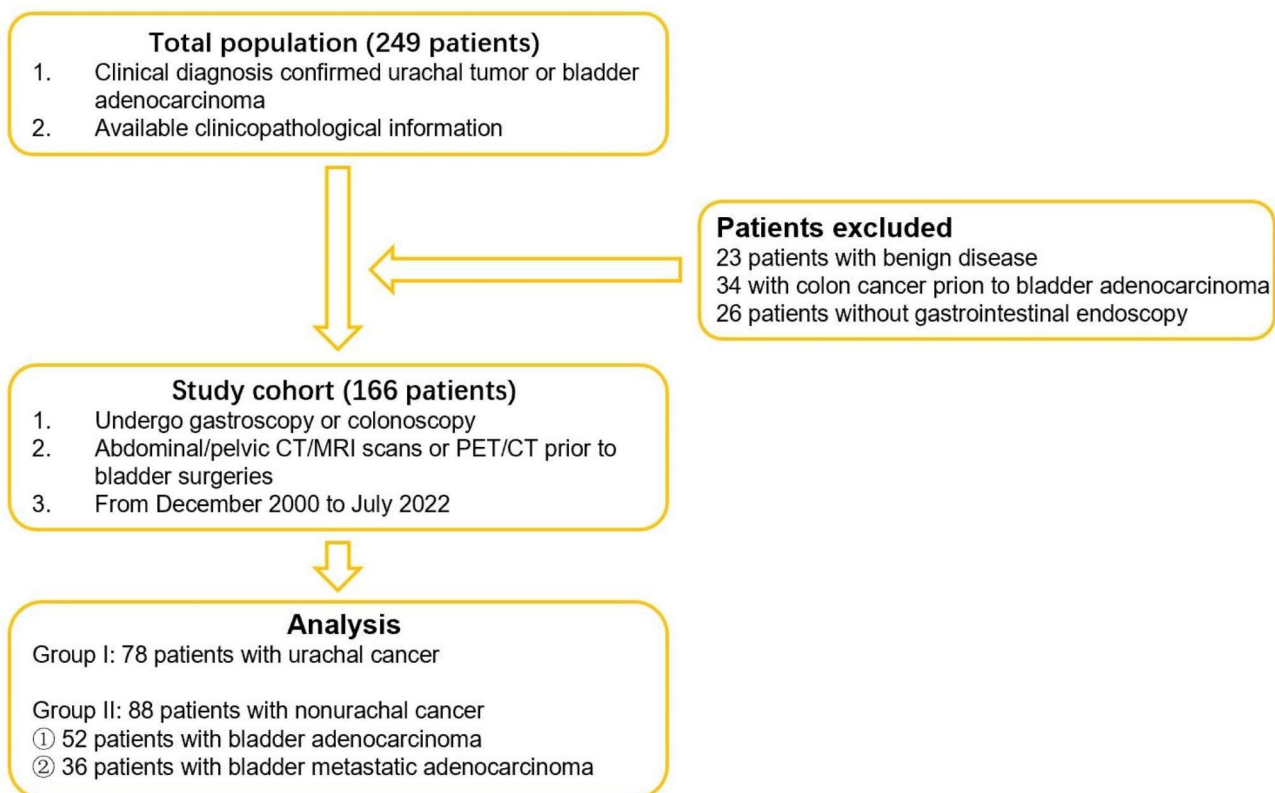 Total population (249 patients)
1. Clinical diagnosis confirmed urachal tumor or bladder
adenocarcinoma
2. Available clinicopathological information
Patients excluded
23 patients with benign disease
34 with colon cancer prion to bladder adenocarcinoma
26 patients without gastrointestinal endoscopy
Study cohort (166 patients)
1. Undergo gastroscopy or colonoscopy
2. Abdominal/pelvic CT/MRI scans or PET/CT prior to
bladder surgeries
3. From December 2000 to July 2022
Analysis
Group I: 78 patients with urachal cancer
Group II: 88 patients with nonurachal cancer
① 52 patients with bladder adenocarcinoma
② 36 patients with bladder metastatic adenocarcinoma